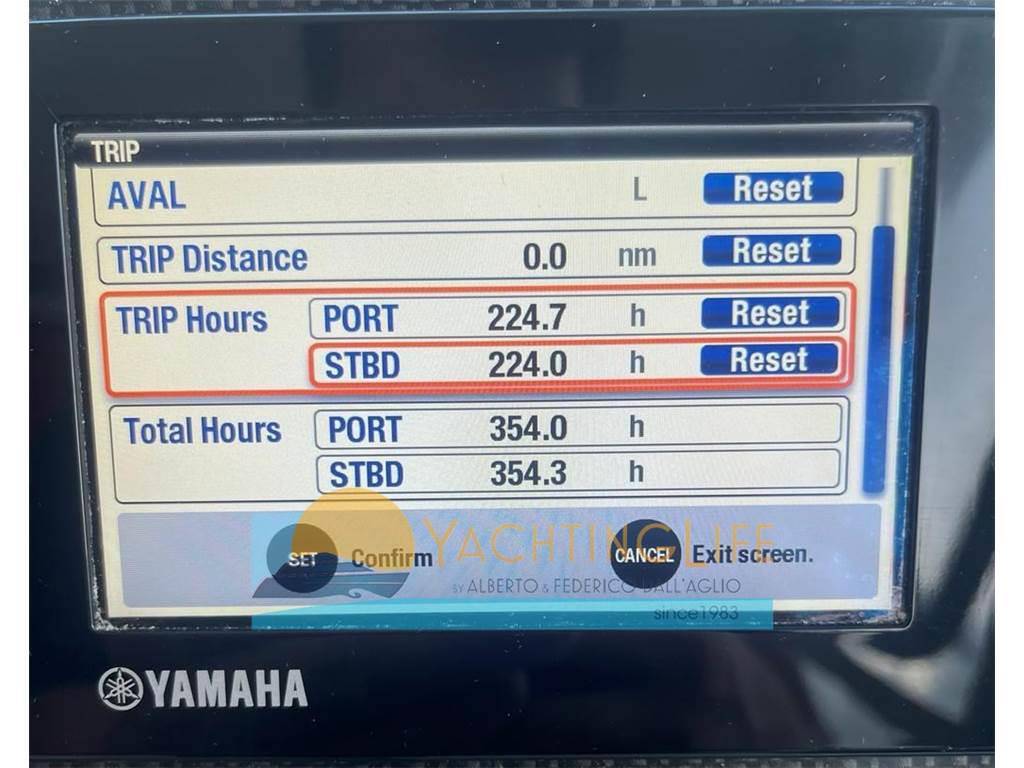 TRIP
AVAL L Reset
TRIP Distance 0.0 nm Reset
TRIP Hours PORT 224.7 h Reset
STBD 224.0 h Reset
Total Hours PORT 354.0 h
STBD 354.3 h
SET Confirm CANCEL Exit screen.
YACHTINGLIFE
BY ALBERTO & FEDERICO DALL'AGLIO
since1983
YAMAHA